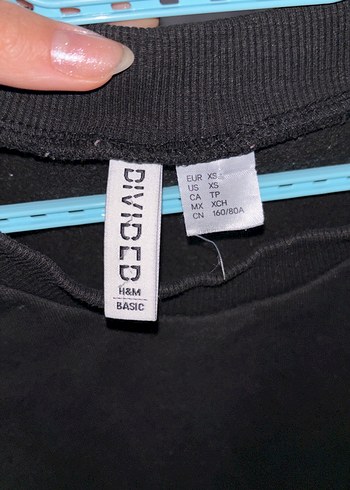 DIVIDED
H&M
BASIC
EUR XS
US XS
CA TP
MX XCH
CN 160/80A